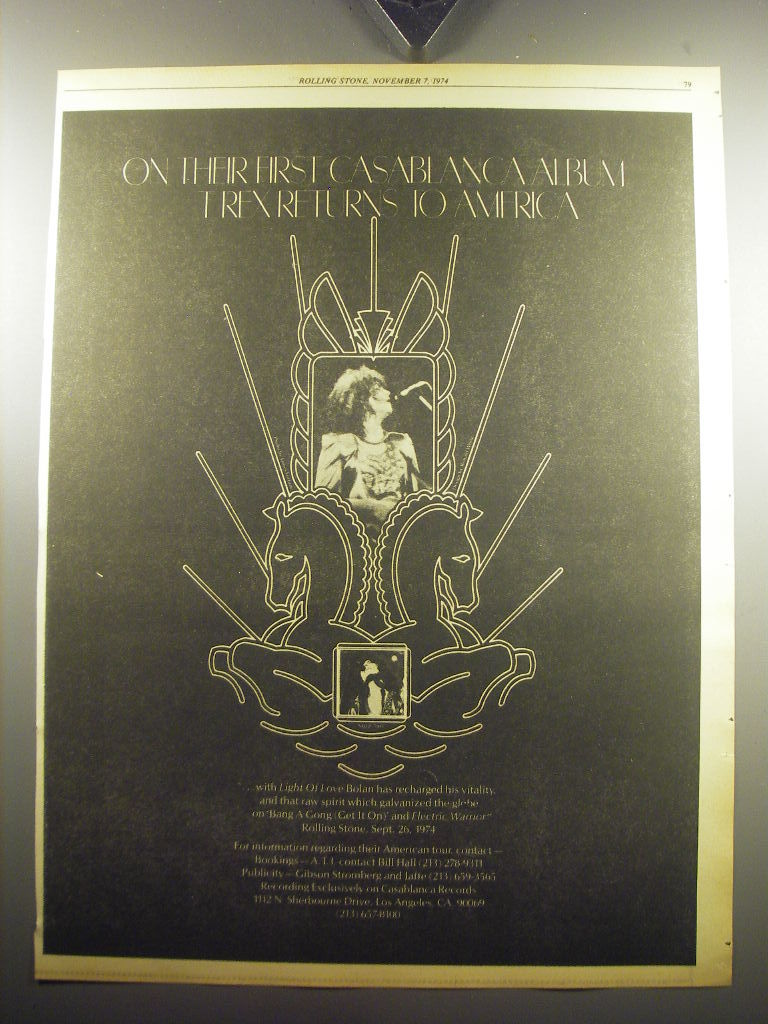 ROLLING STONE, NOVEMBER 7, 1974
79
ON THEIR FIRST CASABLANCA ALBUM
T REX RETURNS TO AMERICA
...with Light Of Love Bolan has recharged his vitality,
and that raw spirit which galvanized the globe
on "Bang A Gong (Get It On)" and Electric Warrior"
Rolling Stone, Sept. 26, 1974
For information regarding their American tour, contact—
Bookings — A.T.I. contact Bill Hall (213) 278-9311
Publicity — Gibson Stromberg and Jaffe (213) 659-3565
Recording Exclusively on Casablanca Records
1112 N. Sherbourne Drive, Los Angeles, CA. 90069
(213) 657-8100